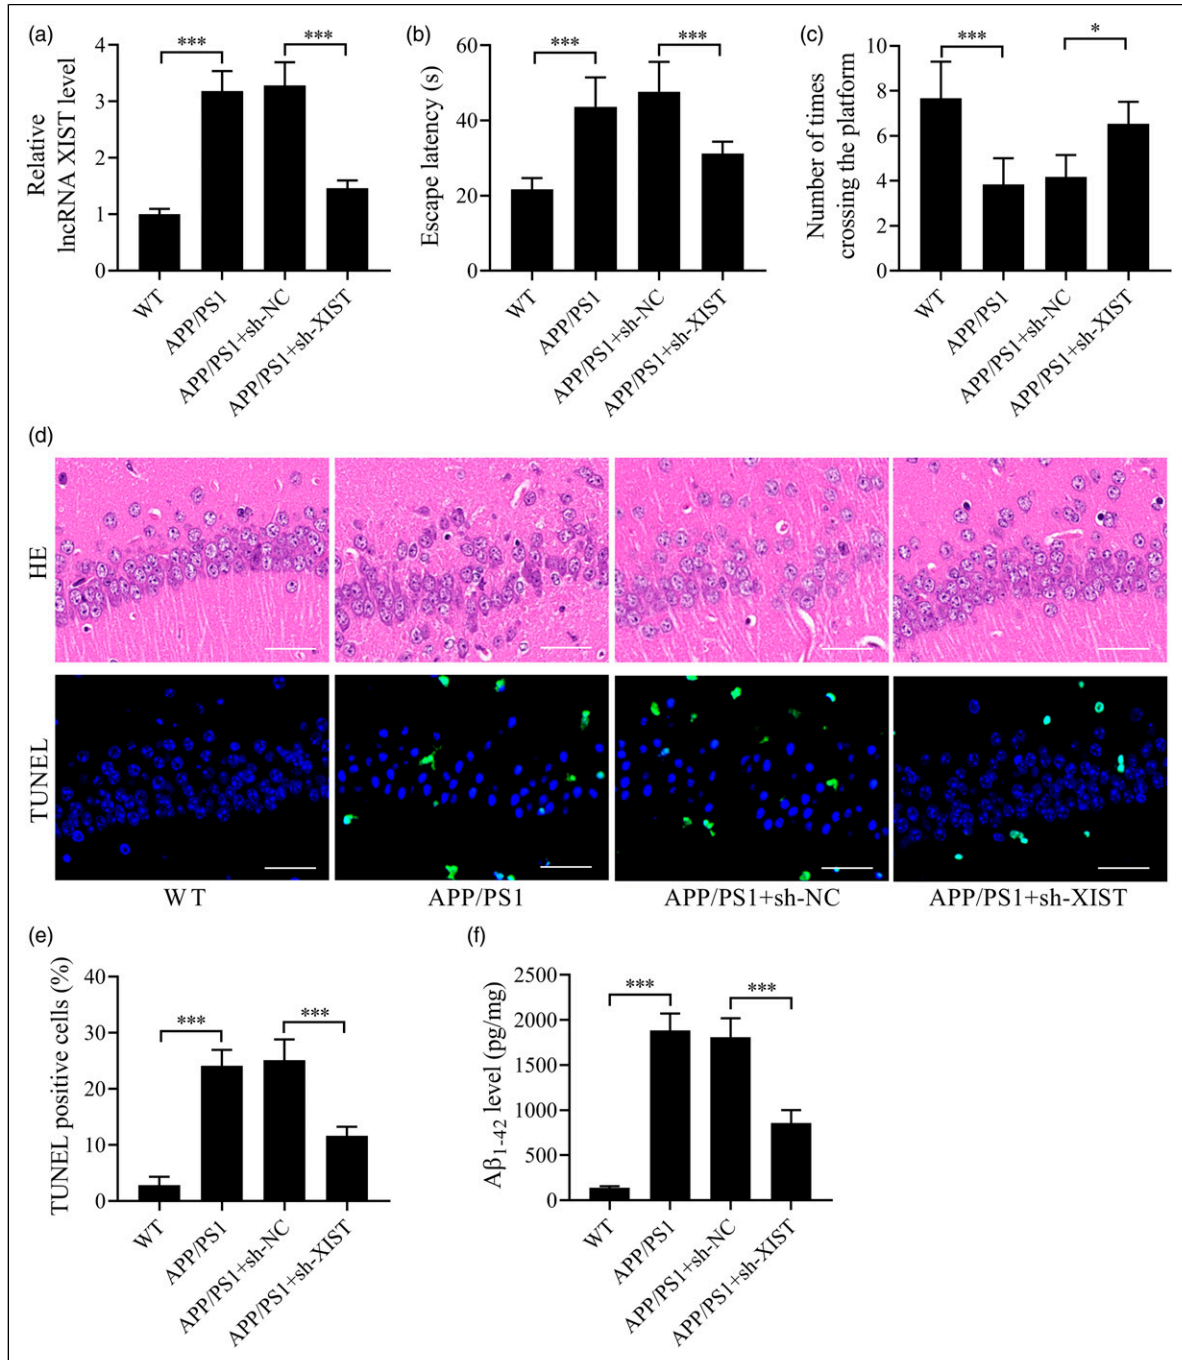 (a)
Relative
lncRNA XIST level
4
3
2
1
0
***
***
WT
APP/PS1
APP/PS1+sh-NC
APP/PS1+sh-XIST
(b)
Escape latency (s)
60
40
20
0
***
***
WT
APP/PS1
APP/PS1+sh-NC
APP/PS1+sh-XIST
(c)
Number of times
crossing the platform
10
8
6
4
2
0
***
*
WT
APP/PS1
APP/PS1+sh-NC
APP/PS1+sh-XIST
(d)
HE
TUNEL
WT
APP/PS1
APP/PS1+sh-NC
APP/PS1+sh-XIST
(e)
TUNEL positive cells (%)
40
30
20
10
0
***
***
WT
APP/PS1
APP/PS1+sh-NC
APP/PS1+sh-XIST
(f)
Aβ1-42 level (pg/mg)
2500
2000
1500
1000
500
0
***
***
WT
APP/PS1
APP/PS1+sh-NC
APP/PS1+sh-XIST